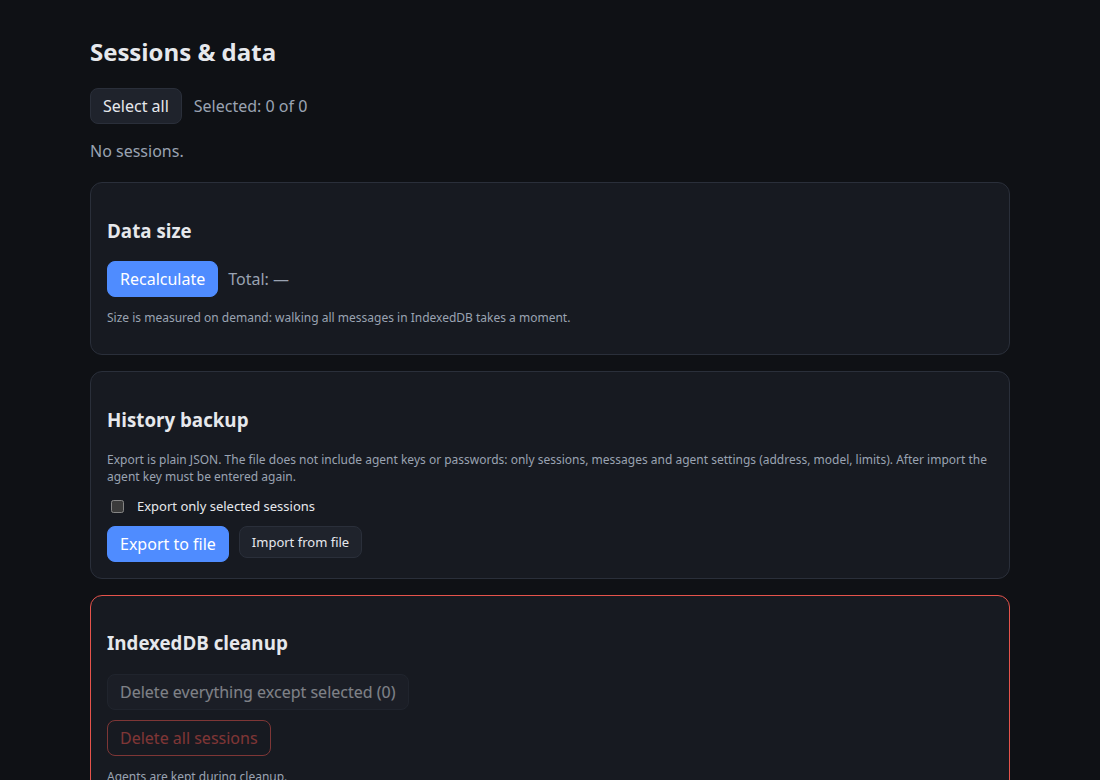 Sessions & data
Select all
Selected: 0 of 0
No sessions.
Data size
Recalculate
Total: —
Size is measured on demand: walking all messages in IndexedDB takes a moment.
History backup
Export is plain JSON. The file does not include agent keys or passwords: only sessions, messages and agent settings (address, model, limits). After import the
agent key must be entered again.
Export only selected sessions
Export to file
Import from file
IndexedDB cleanup
Delete everything except selected (0)
Delete all sessions
Agents are kept during cleanup.